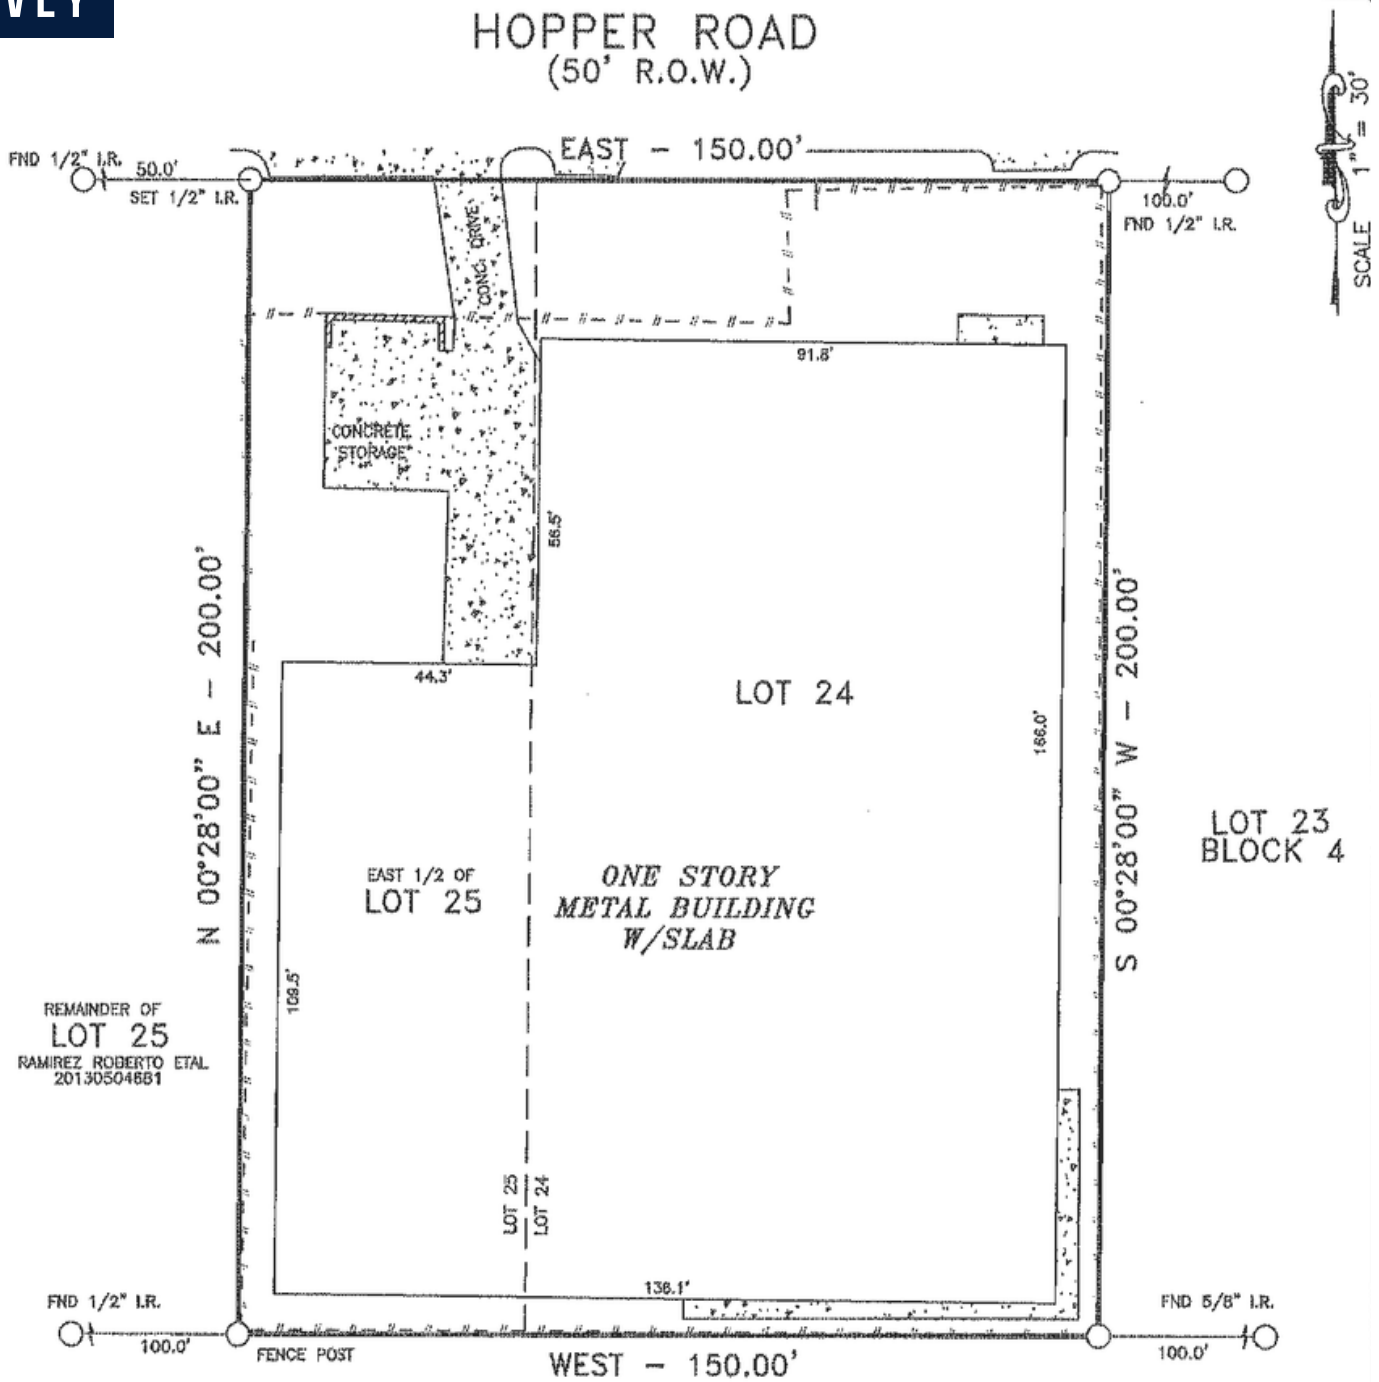 HOPPER ROAD
(50' R.O.W.)
SCALE 1" = 30'
EAST - 150.00'
FND 1/2" I.R.
50.0'
SET 1/2" I.R.
100.0'
FND 1/2" I.R.
CONC. DRIVE
91.8'
CONCRETE
STORAGE
56.5'
44.3'
LOT 24
N 00°28'00" E - 200.00'
S 00°28'00" W - 200.00'
166.0'
LOT 23
BLOCK 4
EAST 1/2 OF
LOT 25
ONE STORY
METAL BUILDING
W/SLAB
109.5'
REMAINDER OF
LOT 25
RAMIREZ ROBERTO ETAL
20130504681
LOT 25
LOT 24
136.1'
FND 1/2" I.R.
100.0'
FENCE POST
WEST - 150.00'
FND 5/8" I.R.
100.0'